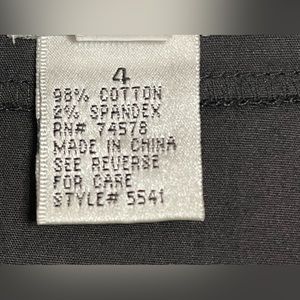 4
98% COTTON
2% SPANDEX
RN# 74578
MADE IN CHINA
SEE REVERSE
FOR CARE
STYLE# 5541